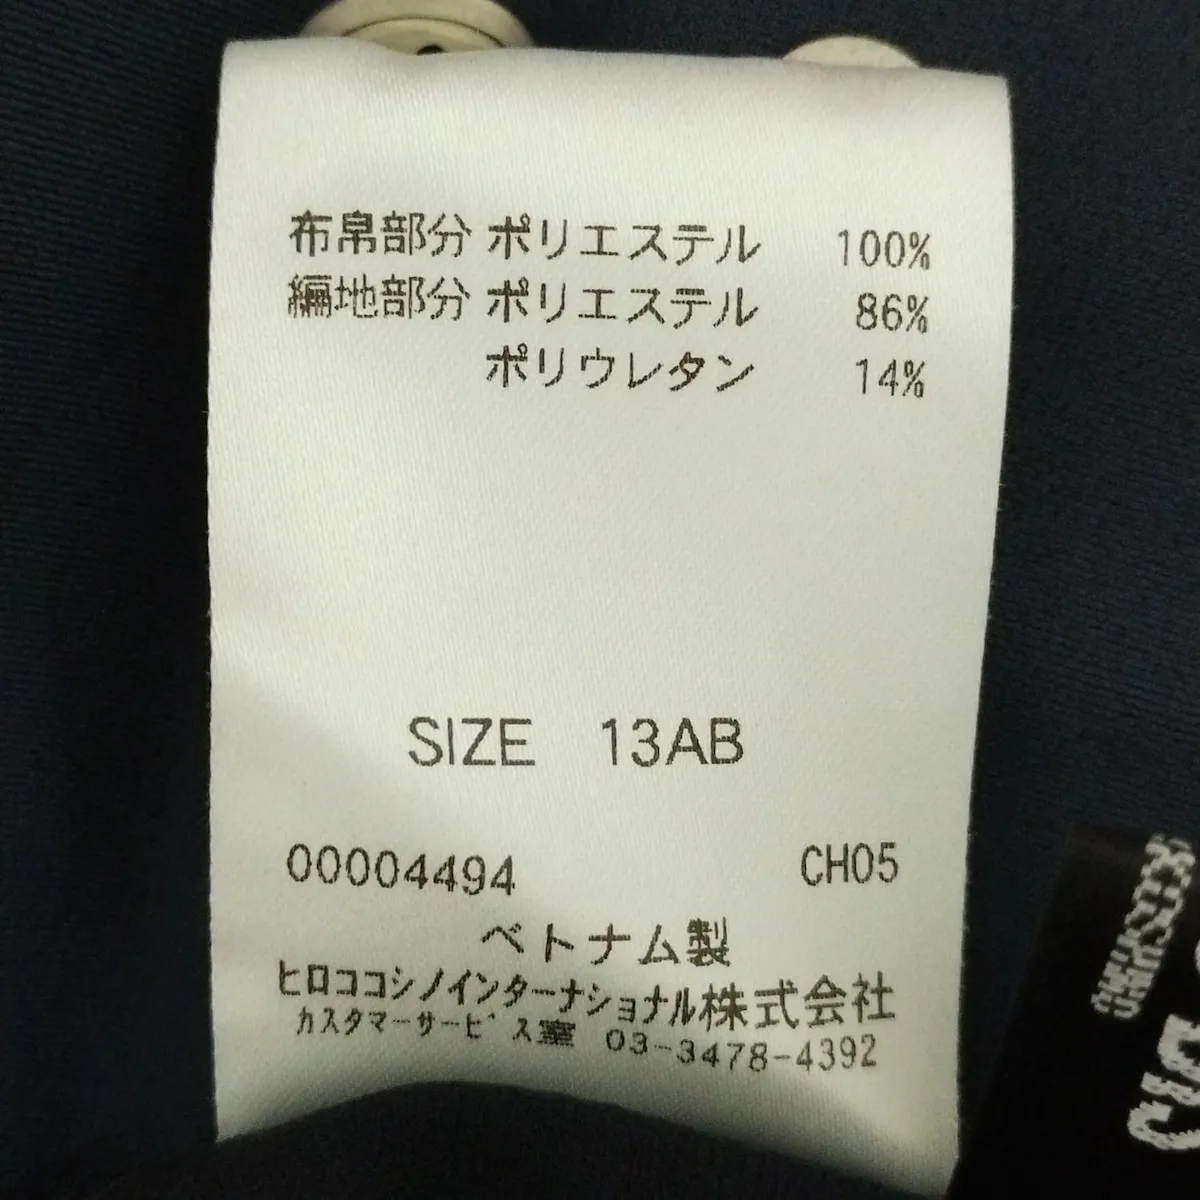 布帛部分 ポリエステル 100%
編地部分 ポリエステル 86%
ポリウレタン 14%
SIZE 13AB
00004494 CH05
ベトナム製
ヒロココシノインターナショナル株式会社
カスタマーサービス室 03-3478-4392